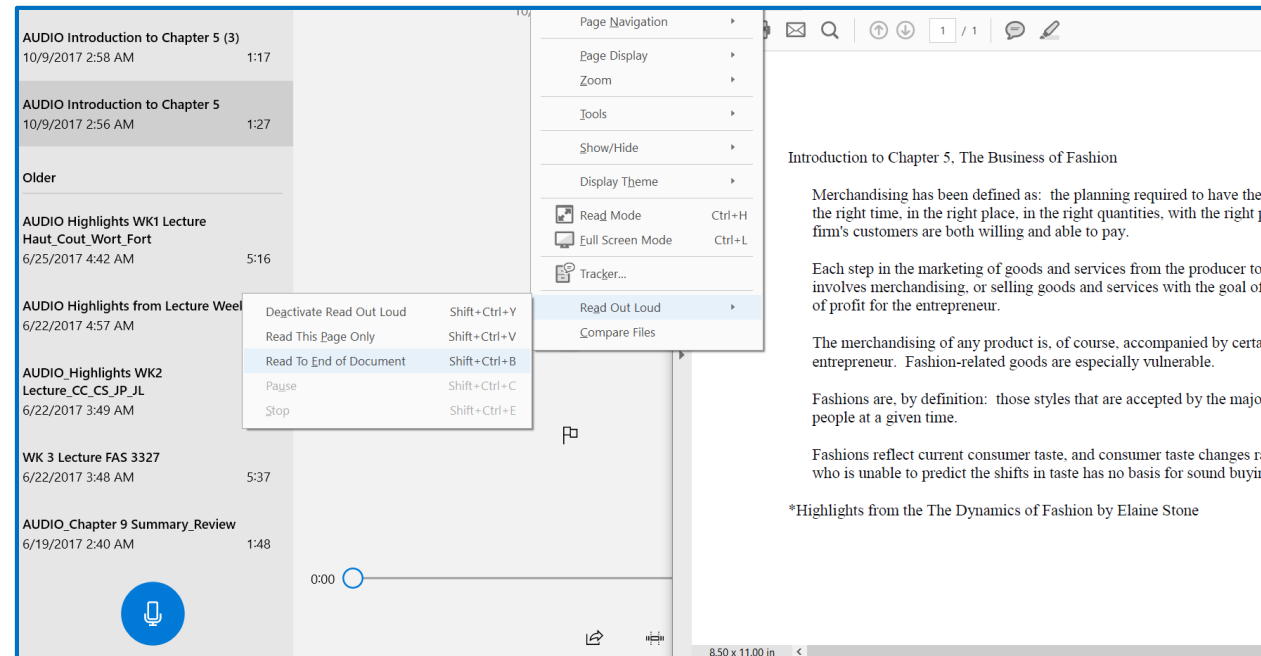 AUDIO Introduction to Chapter 5 (3)
10/9/2017 2:58 AM 1:17
AUDIO Introduction to Chapter 5
10/9/2017 2:56 AM 1:27
Older
AUDIO Highlights WK1 Lecture
Haut_Cout_Wort_Fort
6/25/2017 4:42 AM 5:16
AUDIO Highlights from Lecture Week
6/22/2017 4:57 AM
AUDIO_Highlights WK2
Lecture_CC_CS_JP_JL
6/22/2017 3:49 AM
WK 3 Lecture FAS 3327
6/22/2017 3:48 AM 5:37
AUDIO_Chapter 9 Summary_Review
6/19/2017 2:40 AM 1:48
0:00
Page Navigation
Page Display
Zoom
Tools
Show/Hide
Display Theme
Read Mode Ctrl+H
Full Screen Mode Ctrl+L
Tracker...
Read Out Loud
Compare Files
Deactivate Read Out Loud Shift+Ctrl+Y
Read This Page Only Shift+Ctrl+V
Read To End of Document Shift+Ctrl+B
Pause Shift+Ctrl+C
Stop Shift+Ctrl+E
1 / 1
Introduction to Chapter 5, The Business of Fashion
Merchandising has been defined as: the planning required to have the
the right time, in the right place, in the right quantities, with the right
firm's customers are both willing and able to pay.
Each step in the marketing of goods and services from the producer to
involves merchandising, or selling goods and services with the goal of
of profit for the entrepreneur.
The merchandising of any product is, of course, accompanied by
entrepreneur. Fashion-related goods are especially vulnerable.
Fashions are, by definition: those styles that are accepted by the
people at a given time.
Fashions reflect current consumer taste, and consumer taste changes
who is unable to predict the shifts in taste has no basis for sound
*Highlights from the The Dynamics of Fashion by Elaine Stone
8.50 x 11.00 in